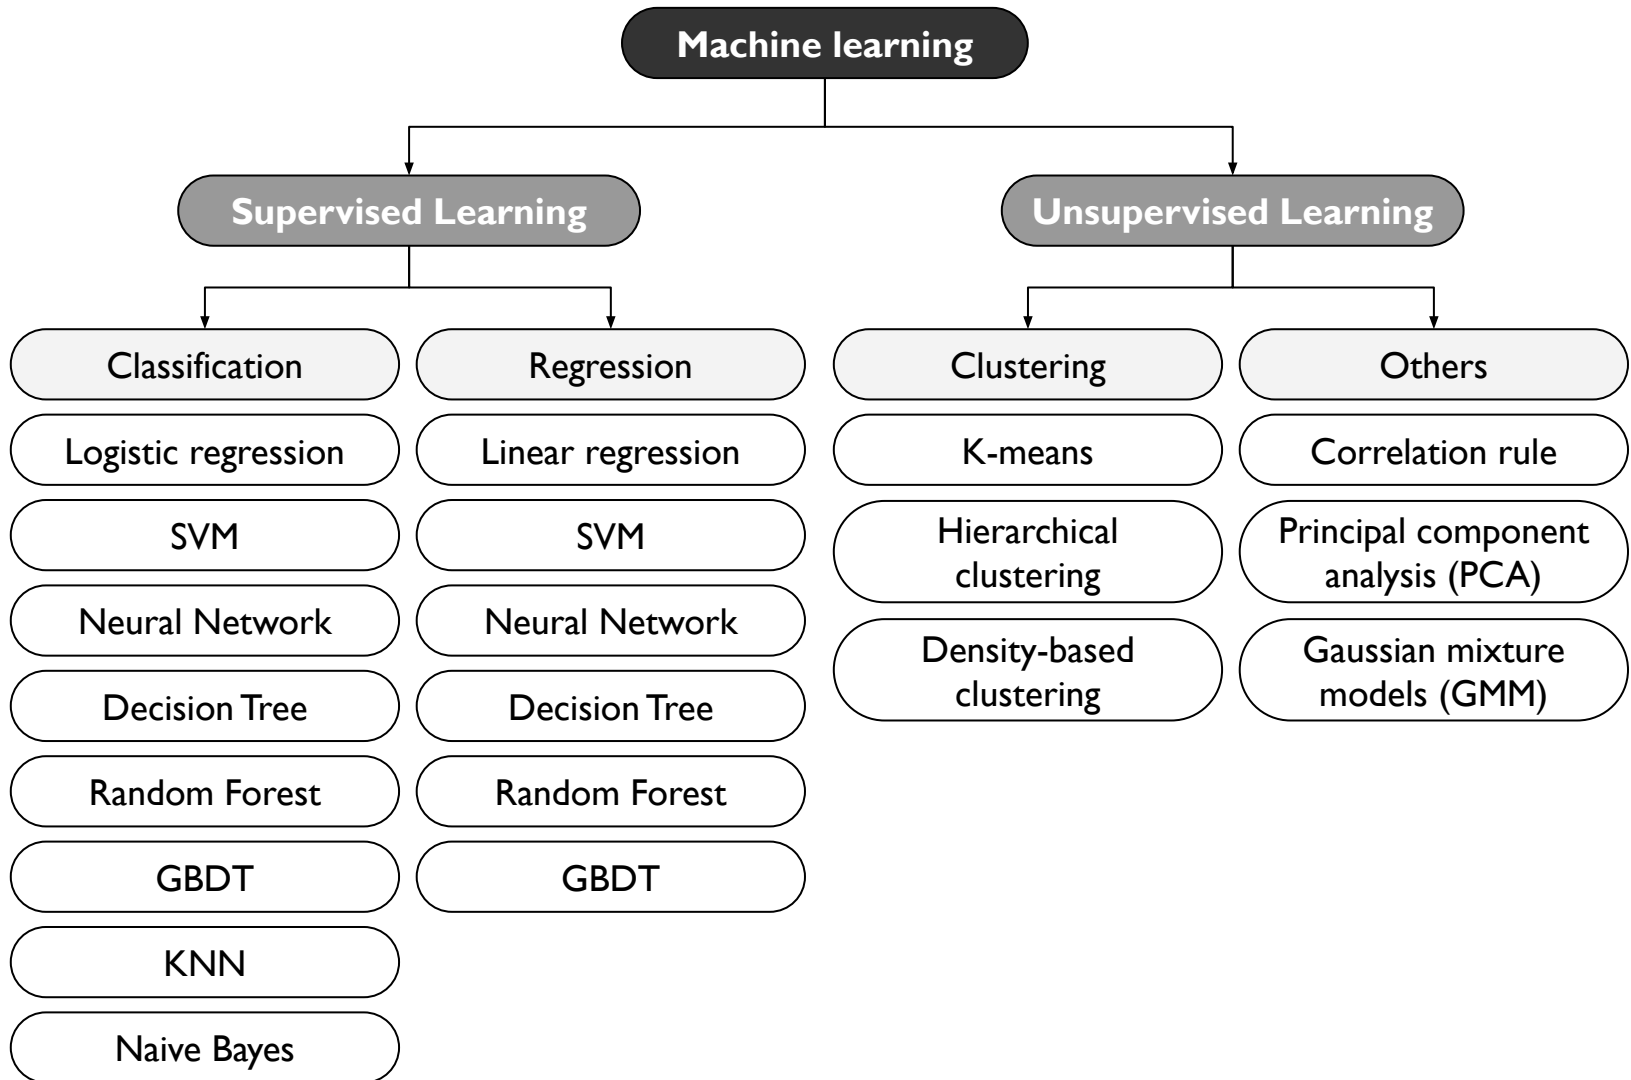 Machine learning
Supervised Learning
Unsupervised Learning
Classification
Regression
Clustering
Others
Logistic regression
Linear regression
K-means
Correlation rule
SVM
SVM
Hierarchical
clustering
Principal component
analysis (PCA)
Neural Network
Neural Network
Density-based
clustering
Gaussian mixture
models (GMM)
Decision Tree
Decision Tree
Random Forest
Random Forest
GBDT
GBDT
KNN
Naive Bayes